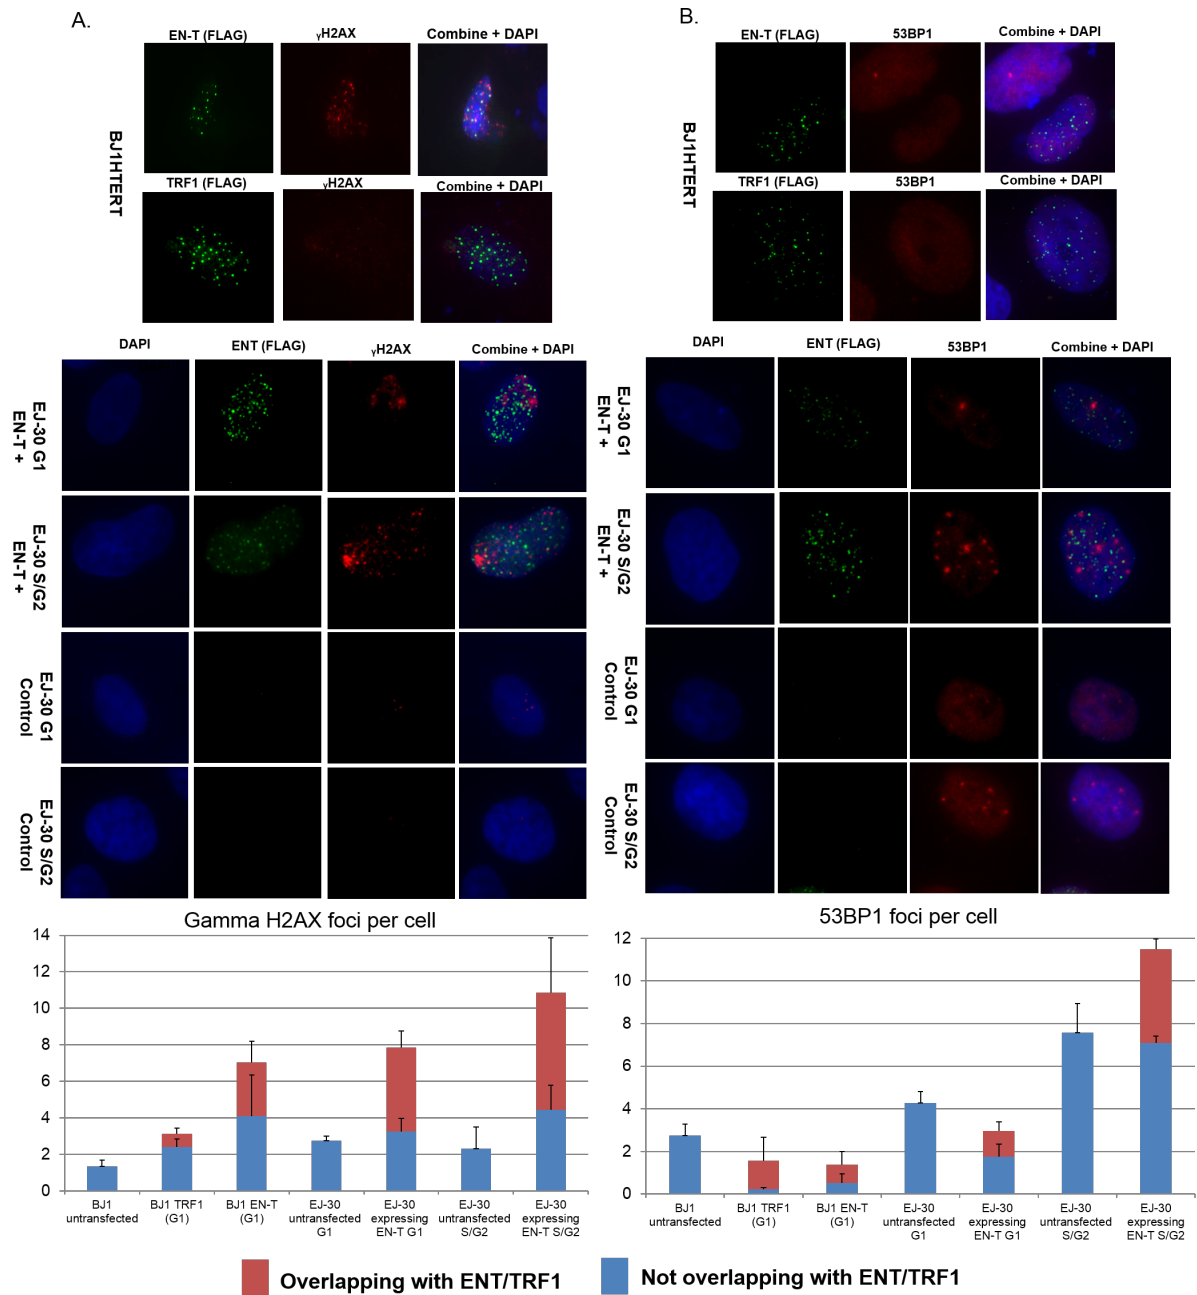 A.
EN-T (FLAG)
γH2AX
Combine + DAPI
BJ1HTERT
TRF1 (FLAG)
γH2AX
Combine + DAPI
DAPI
ENT (FLAG)
γH2AX
Combine + DAPI
EJ-30 G1
EN-T +
EJ-30 S/G2
EN-T +
EJ-30 G1
Control
EJ-30 S/G2
Control
Gamma H2AX foci per cell
14
12
10
8
6
4
2
0
BJ1
untransfected
BJ1 TRF1
(G1)
BJ1 EN-T
(G1)
EJ-30
untransfected
G1
EJ-30
expressing
EN-T G1
EJ-30
untransfected
S/G2
EJ-30
expressing
EN-T S/G2
B.
EN-T (FLAG)
53BP1
Combine + DAPI
BJ1HTERT
TRF1 (FLAG)
53BP1
Combine + DAPI
DAPI
ENT (FLAG)
53BP1
Combine + DAPI
EJ-30 G1
EN-T +
EJ-30 S/G2
EN-T +
EJ-30 G1
Control
EJ-30 S/G2
Control
53BP1 foci per cell
12
10
8
6
4
2
0
BJ1
untransfected
BJ1 TRF1
(G1)
BJ1 EN-T
(G1)
EJ-30
untransfected
G1
EJ-30
expressing
EN-T G1
EJ-30
untransfected
S/G2
EJ-30
expressing
EN-T S/G2
Overlapping with ENT/TRF1
Not overlapping with ENT/TRF1